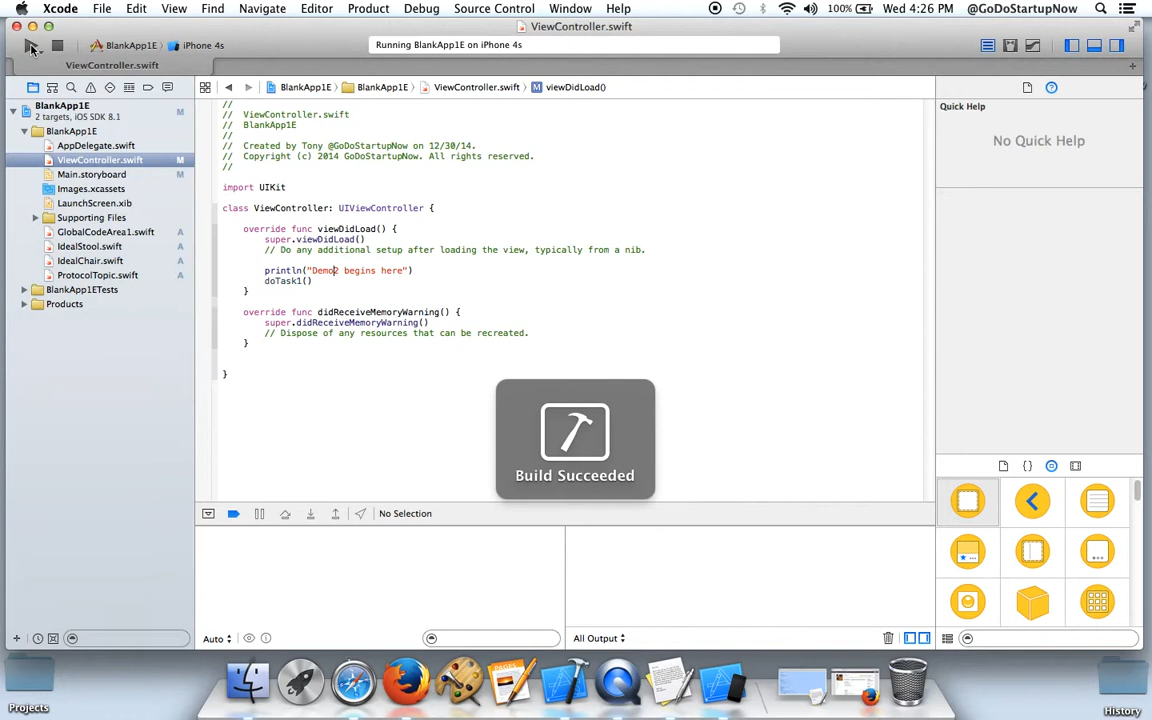 Xcode File Edit View Find Navigate Editor Product Debug Source Control Window Help 100% Wed 4:26 PM @GoDoStartupNow
ViewController.swift
BlankApp1E iPhone 4s
Running BlankApp1E on iPhone 4s
ViewController.swift
BlankApp1E BlankApp1E ViewController.swift M viewDidLoad()
BlankApp1E M
2 targets, iOS SDK 8.1
BlankApp1E
AppDelegate.swift
ViewController.swift M
Main.storyboard M
Images.xcassets
LaunchScreen.xib
Supporting Files
GlobalCodeArea1.swift A
IdealStool.swift A
IdealChair.swift A
ProtocolTopic.swift A
BlankApp1ETests
Products
//
// ViewController.swift
// BlankApp1E
//
// Created by Tony @GoDoStartupNow on 12/30/14.
// Copyright (c) 2014 GoDoStartupNow. All rights reserved.
//
import UIKit
class ViewController: UIViewController {
override func viewDidLoad() {
super.viewDidLoad()
// Do any additional setup after loading the view, typically from a nib.
println("Demo2 begins here")
doTask1()
}
override func didReceiveMemoryWarning() {
super.didReceiveMemoryWarning()
// Dispose of any resources that can be recreated.
}
}
Quick Help
No Quick Help
Build Succeeded
No Selection
Auto
All Output
PAGES
Projects
History